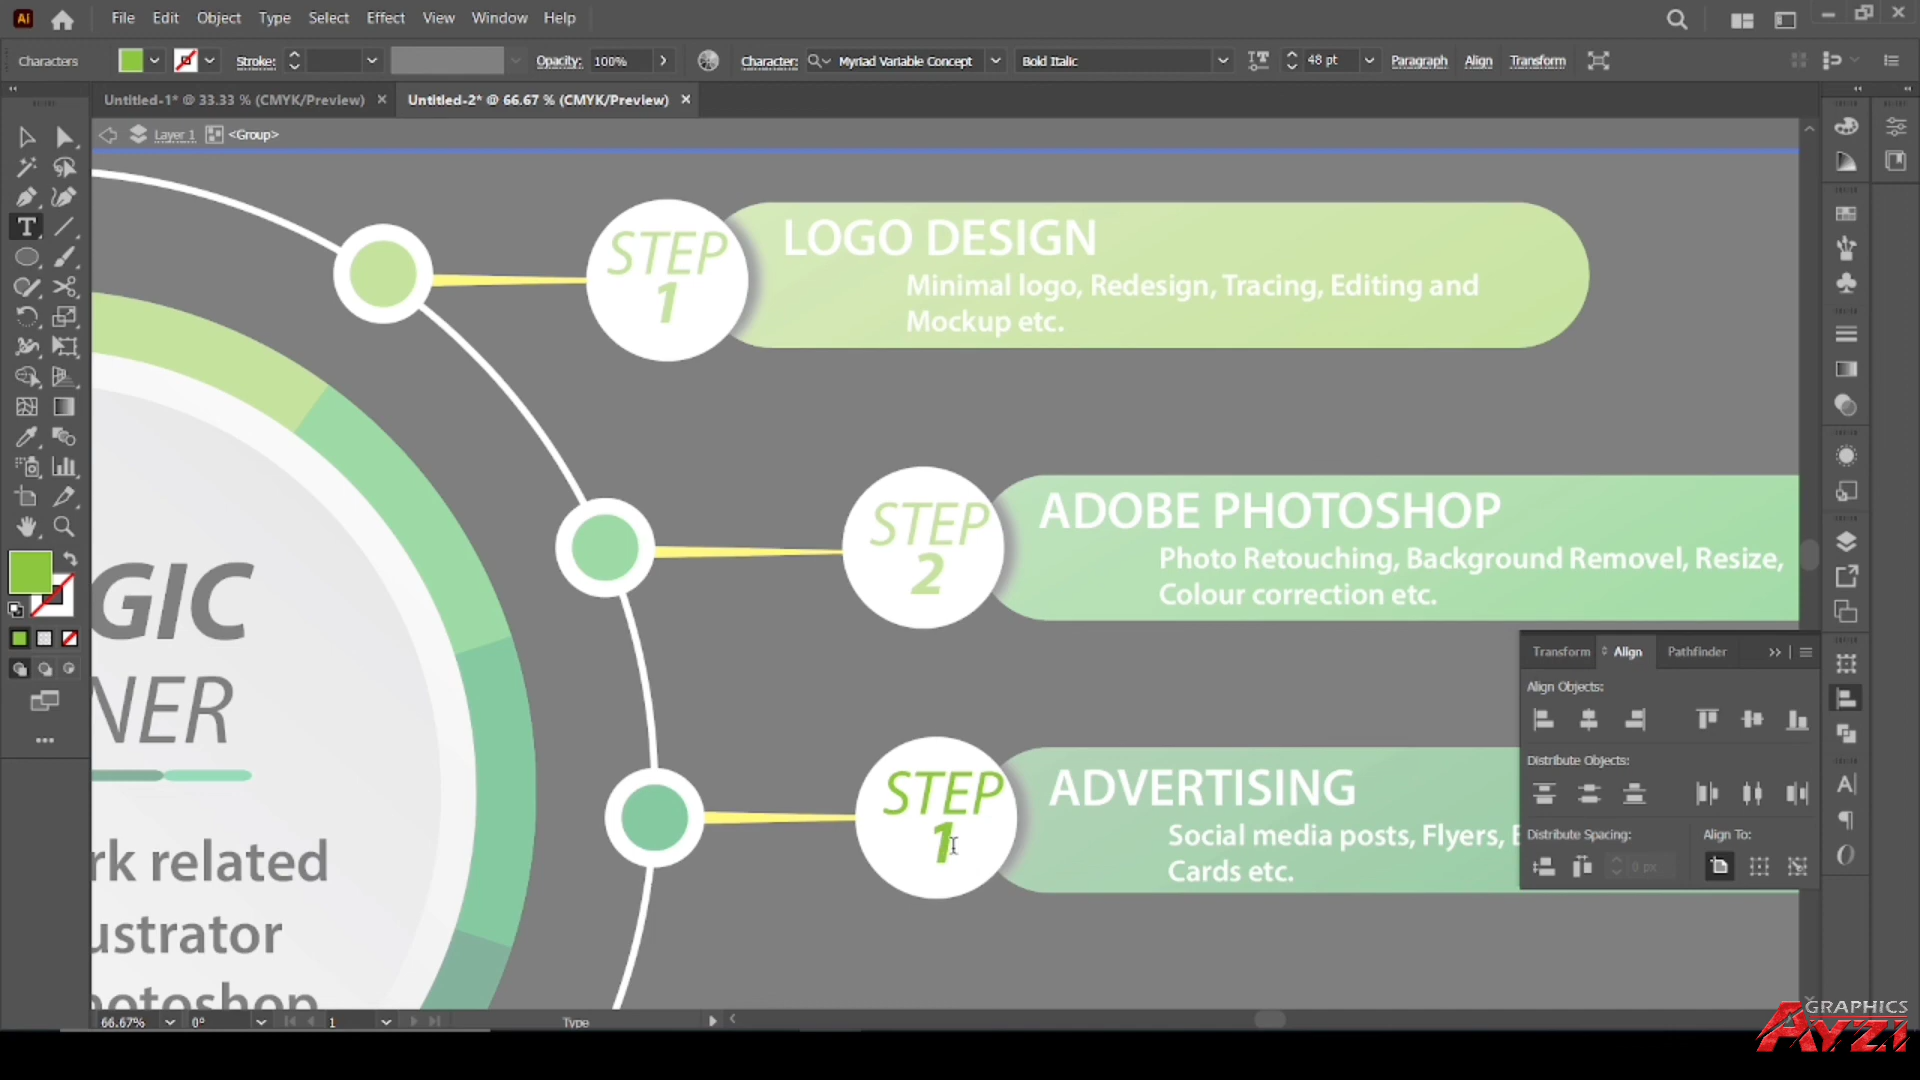 Ai File Edit Object Type Select Effect View Window Help
Characters Stroke: Opacity: 100% Character: Myriad Variable Concept Bold Italic 48 pt Paragraph Align Transform
Untitled-1* @ 33.33 % (CMYK/Preview) × Untitled-2* @ 66.67 % (CMYK/Preview) ×
Layer 1 <Group>
STEP
1
LOGO DESIGN
Minimal logo, Redesign, Tracing, Editing and
Mockup etc.
STEP
2
ADOBE PHOTOSHOP
Photo Retouching, Background Removel, Resize,
Colour correction etc.
STEP
1
ADVERTISING
Social media posts, Flyers,
Cards etc.
GIC
NER
rk related
ustrator
otoshop
Transform Align Pathfinder
Align Objects:
Distribute Objects:
Distribute Spacing: Align To:
0 px
66.67% 0° 1 Type
GRAPHICS
AYZI